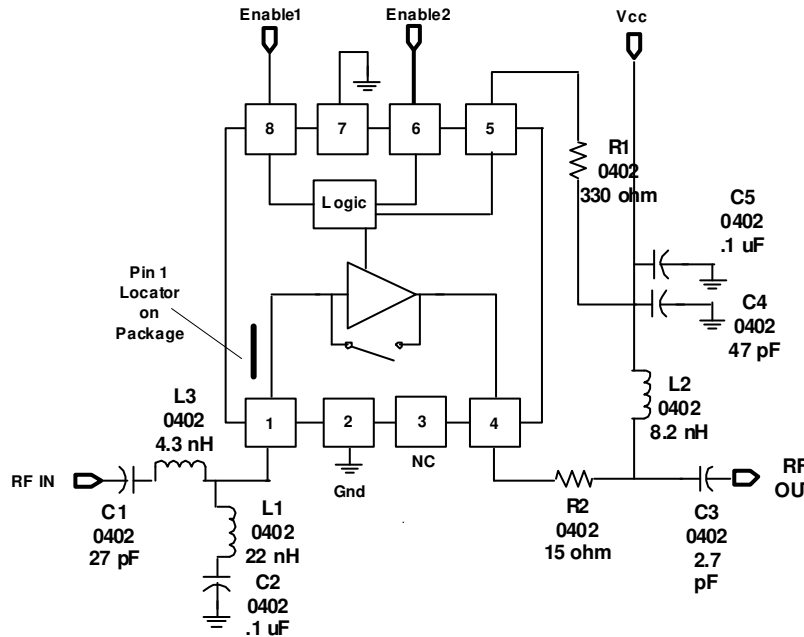 Enable1
Enable2
Vcc
8
7
6
5
R1
0402
330 ohm
Logic
C5
0402
.1 uF
Pin 1
Locator
on
Package
C4
0402
47 pF
L3
0402
4.3 nH
L2
0402
8.2 nH
1
2
3
4
NC
RF IN
Gnd
RF
OU
C1
0402
27 pF
L1
0402
22 nH
C2
0402
.1 uF
R2
0402
15 ohm
C3
0402
2.7
pF